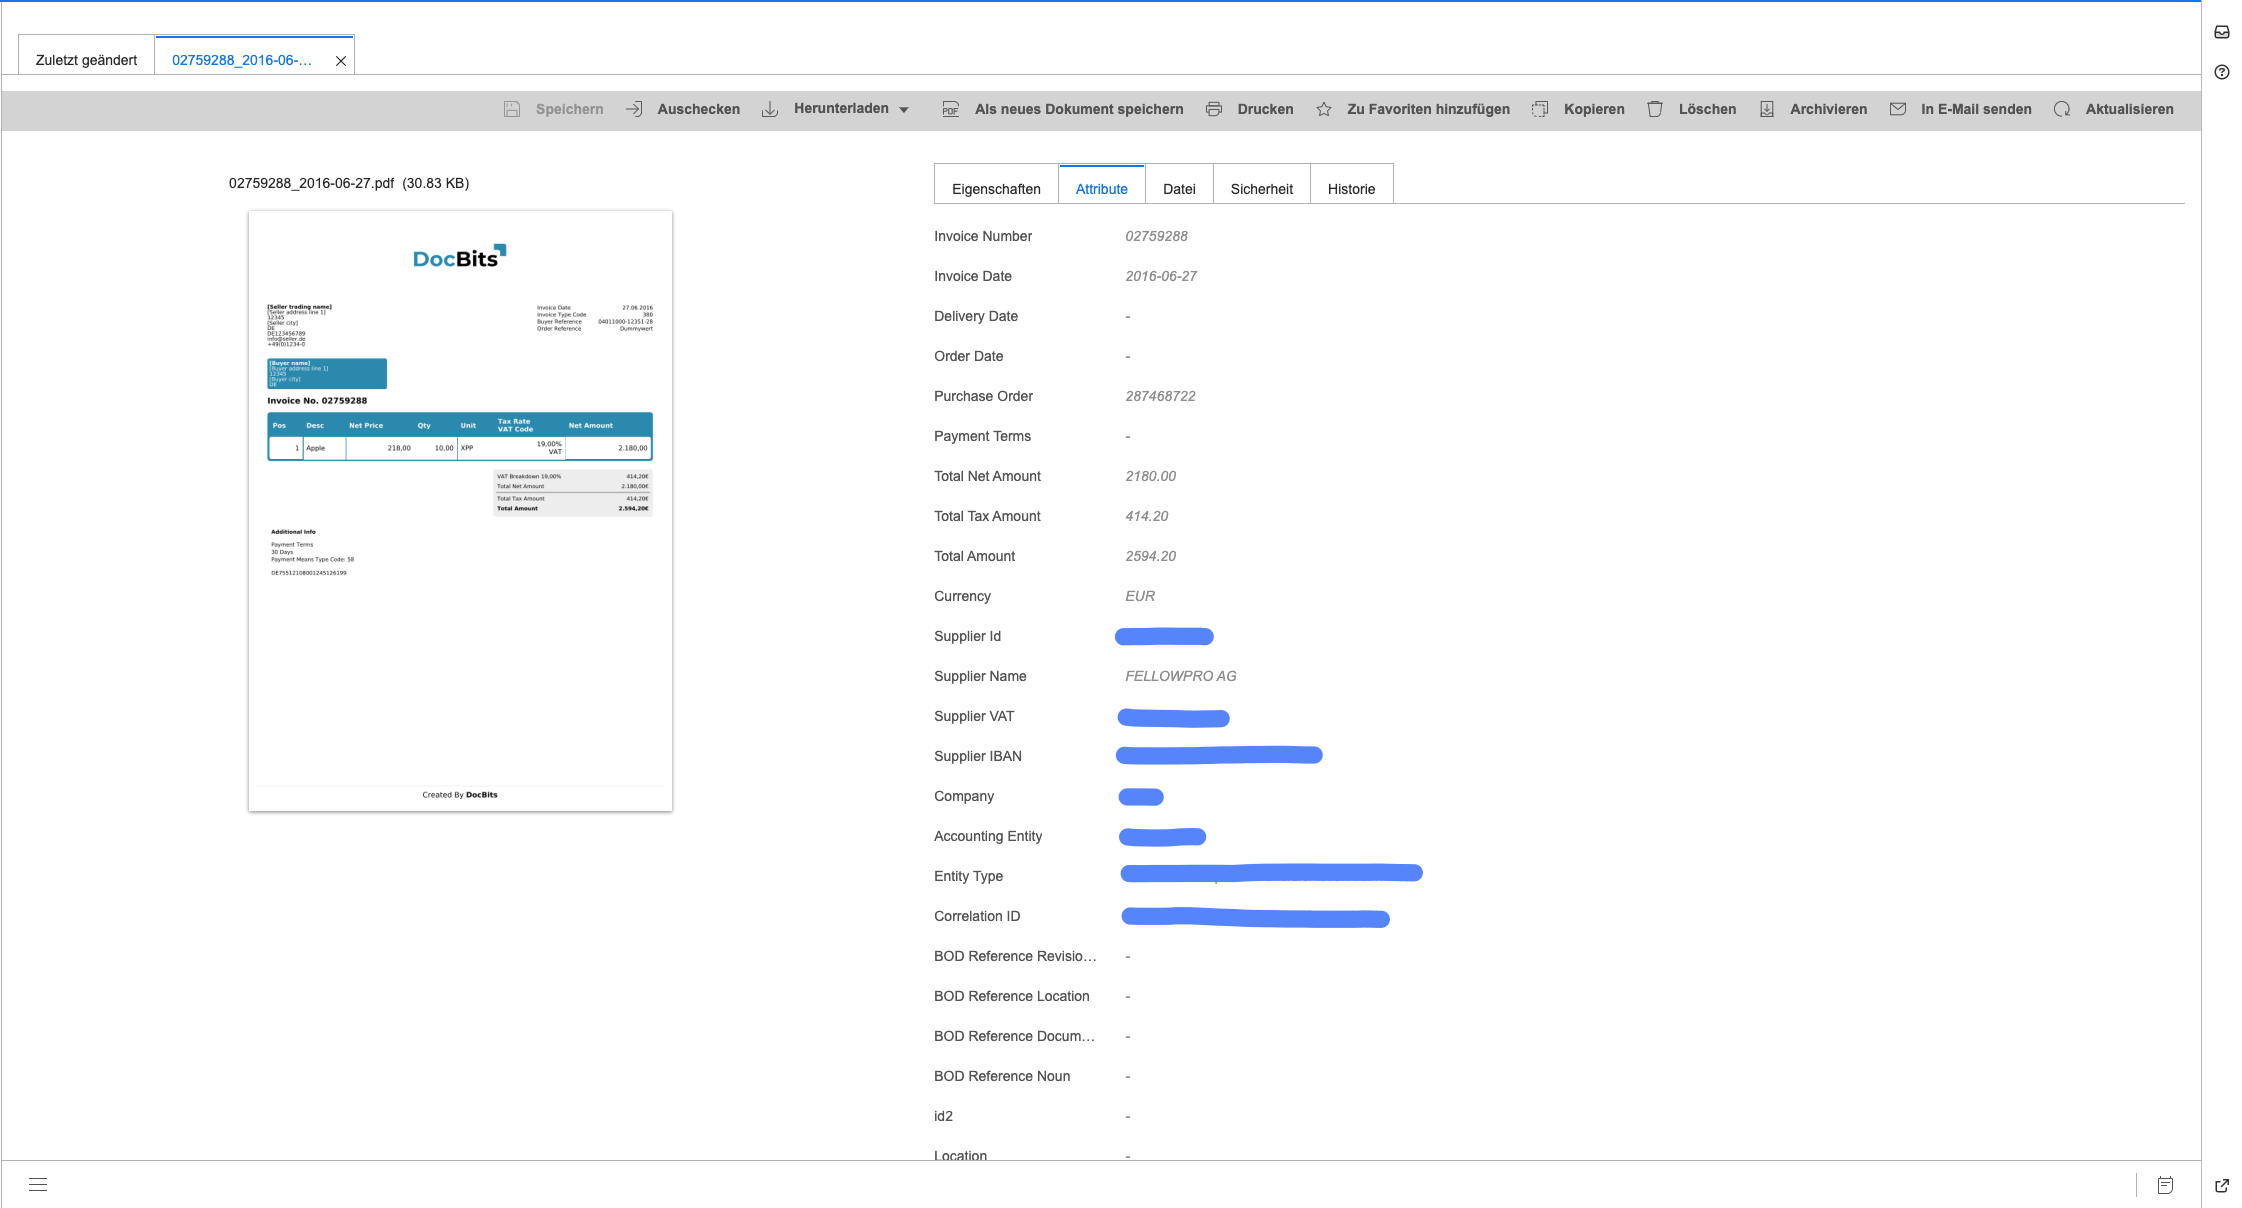 Zuletzt geändert
02759288_2016-06-...
Speichern
Auschecken
Herunterladen
PDF
Als neues Dokument speichern
Drucken
Zu Favoriten hinzufügen
Kopieren
Löschen
Archivieren
In E-Mail senden
Aktualisieren
02759288_2016-06-27.pdf (30.83 KB)
DocBits
[Seller trading name]
[Seller address line 1]
12345
[Seller city]
DE
DE123456789
info@seller.de
+49(0)1234-0
Invoice Date 27.06.2016
Invoice Type Code 380
Buyer Reference 04011000-12351-28
Order Reference Dummywert
[Buyer name]
[Buyer address line 1]
12345
[Buyer city]
DE
Invoice No. 02759288
Pos Desc Net Price Qty Unit Tax Rate VAT Code Net Amount
1 Apple 218,00 10,00 XPP 19,00% VAT 2.180,00
VAT Breakdown 19,00% 414,20€
Total Net Amount 2.180,00€
Total Tax Amount 414,20€
Total Amount 2.594,20€
Additional Info
Payment Terms
30 Days
Payment Means Type Code: 58
DE75512108001245126199
Created By DocBits
Eigenschaften
Attribute
Datei
Sicherheit
Historie
Invoice Number 02759288
Invoice Date 2016-06-27
Delivery Date -
Order Date -
Purchase Order 287468722
Payment Terms -
Total Net Amount 2180.00
Total Tax Amount 414.20
Total Amount 2594.20
Currency EUR
Supplier Id
Supplier Name FELLOWPRO AG
Supplier VAT
Supplier IBAN
Company
Accounting Entity
Entity Type
Correlation ID
BOD Reference Revisio... -
BOD Reference Location -
BOD Reference Docum... -
BOD Reference Noun -
id2 -
Location -